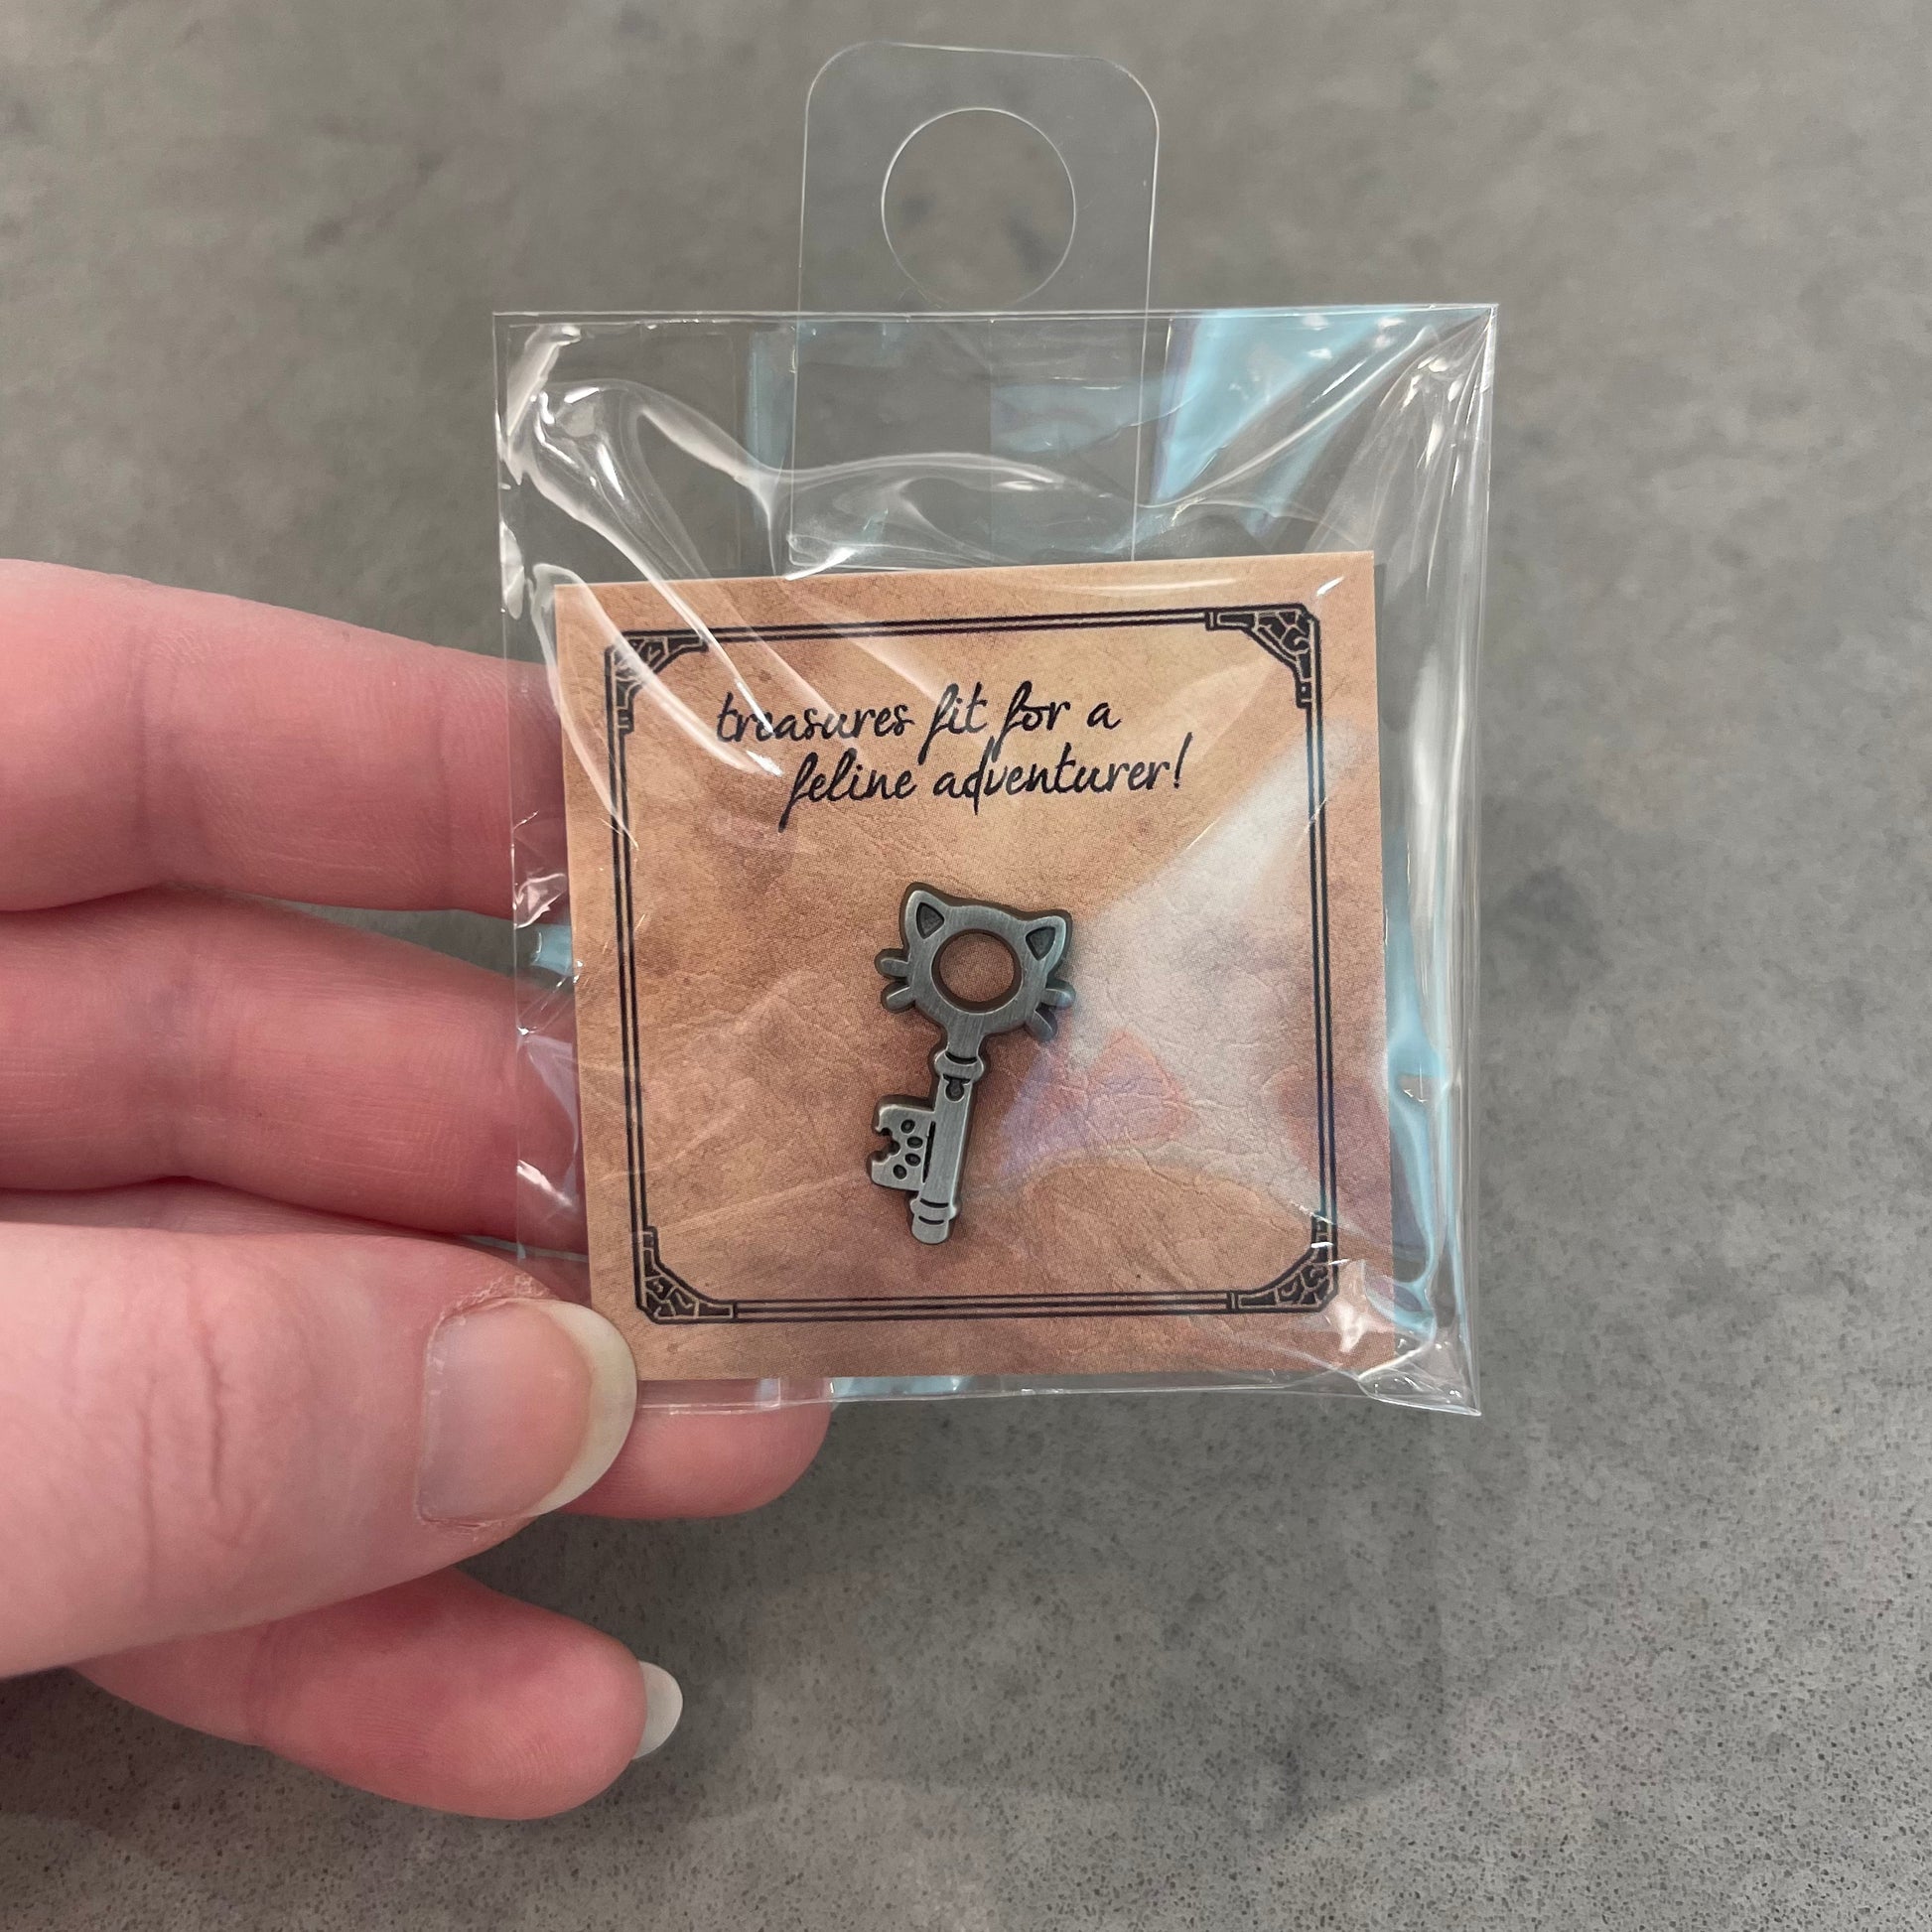 treasures fit for a
feline adventurer!